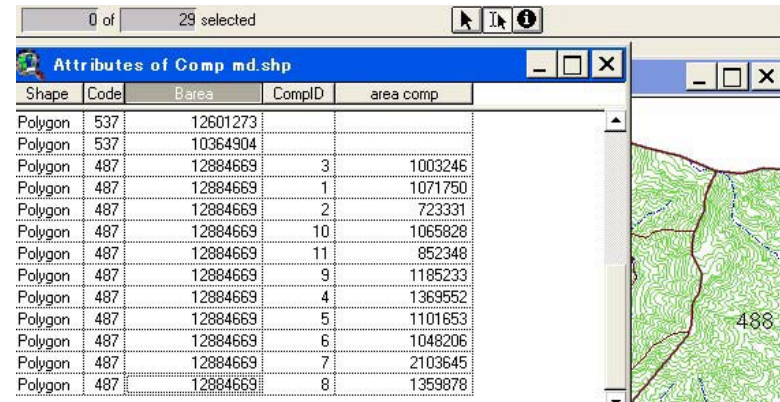 0 of 29 selected
Attributes of Comp md.shp
Shape Code Barea CompID area comp
Polygon 537 12601273
Polygon 537 10364904
Polygon 487 12884669 3 1003246
Polygon 487 12884669 1 1071750
Polygon 487 12884669 2 723331
Polygon 487 12884669 10 1065828
Polygon 487 12884669 11 852348
Polygon 487 12884669 9 1185233
Polygon 487 12884669 4 1369552
Polygon 487 12884669 5 1101653
Polygon 487 12884669 6 1048206
Polygon 487 12884669 7 2103645
Polygon 487 12884669 8 1359878
488